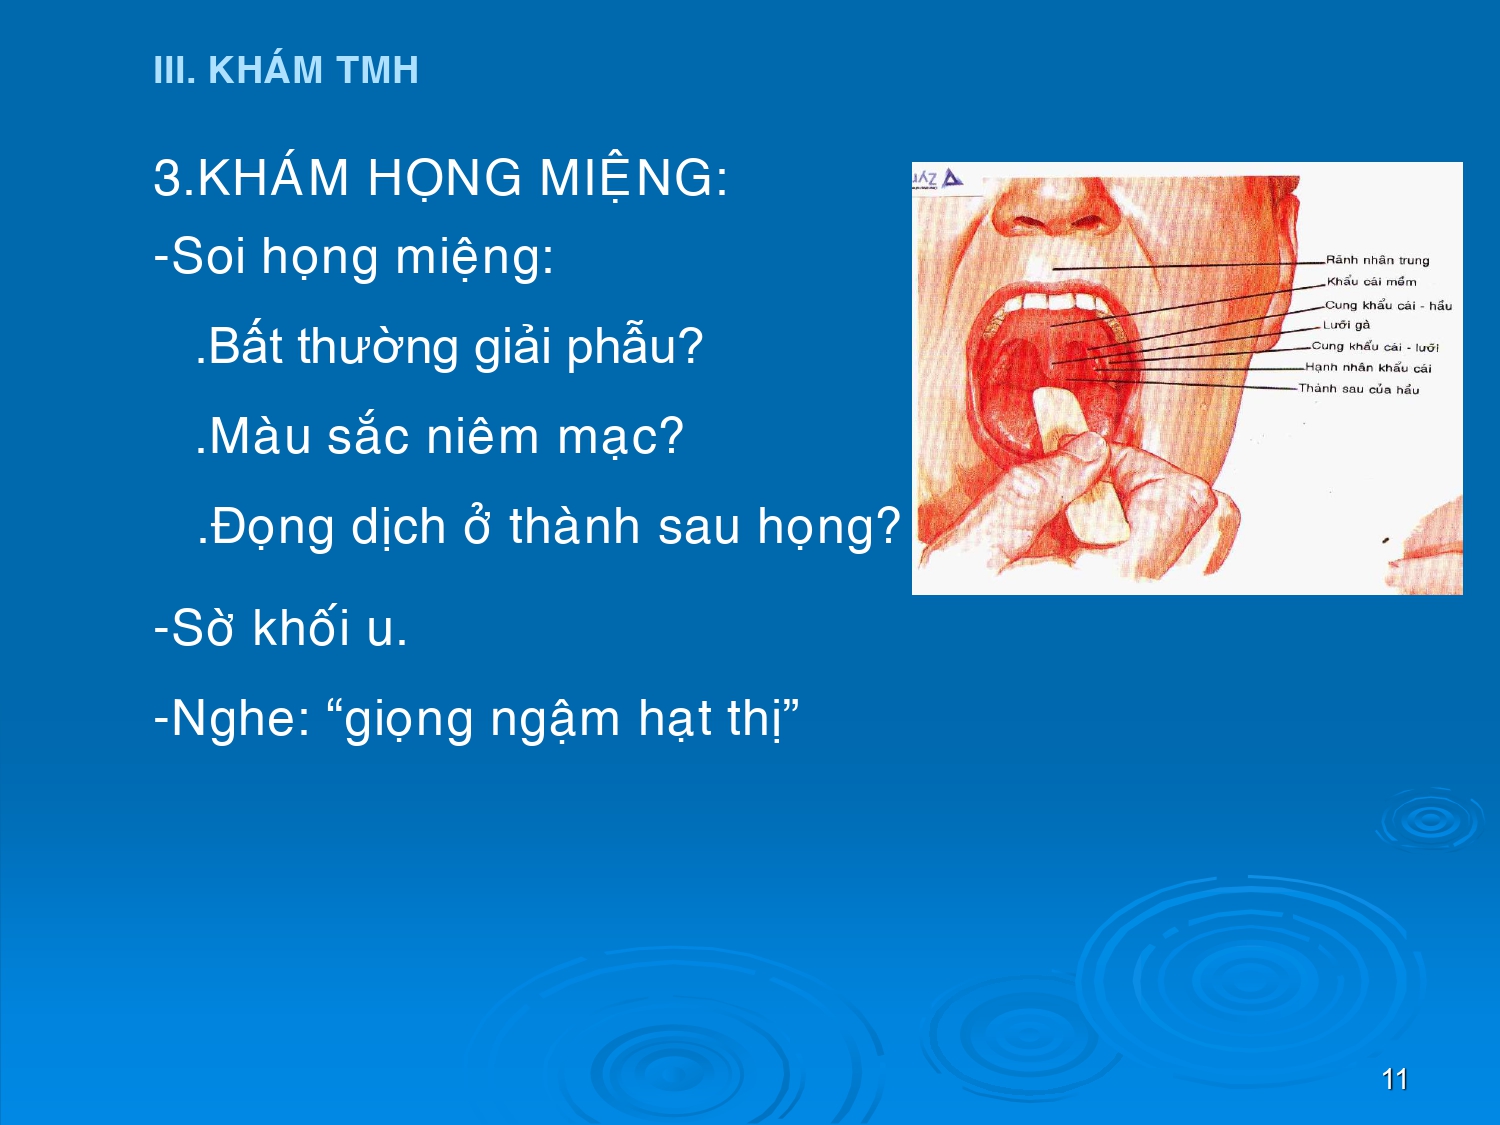 III. KHÁM TMH
3.KHÁM HỌNG MIỆNG:
-Soi họng miệng:
.Bất thường giải phẫu?
.Màu sắc niêm mạc?
.Đọng dịch ở thành sau họng?
-Sờ khối u.
-Nghe: “giọng ngậm hạt thị”
Rãnh nhân trung
Khẩu cái mềm
Cung khẩu cái - hầu
Lưỡi gà
Cung khẩu cái - lưỡi
Hạnh nhân khẩu cái
Thành sau của hầu
11